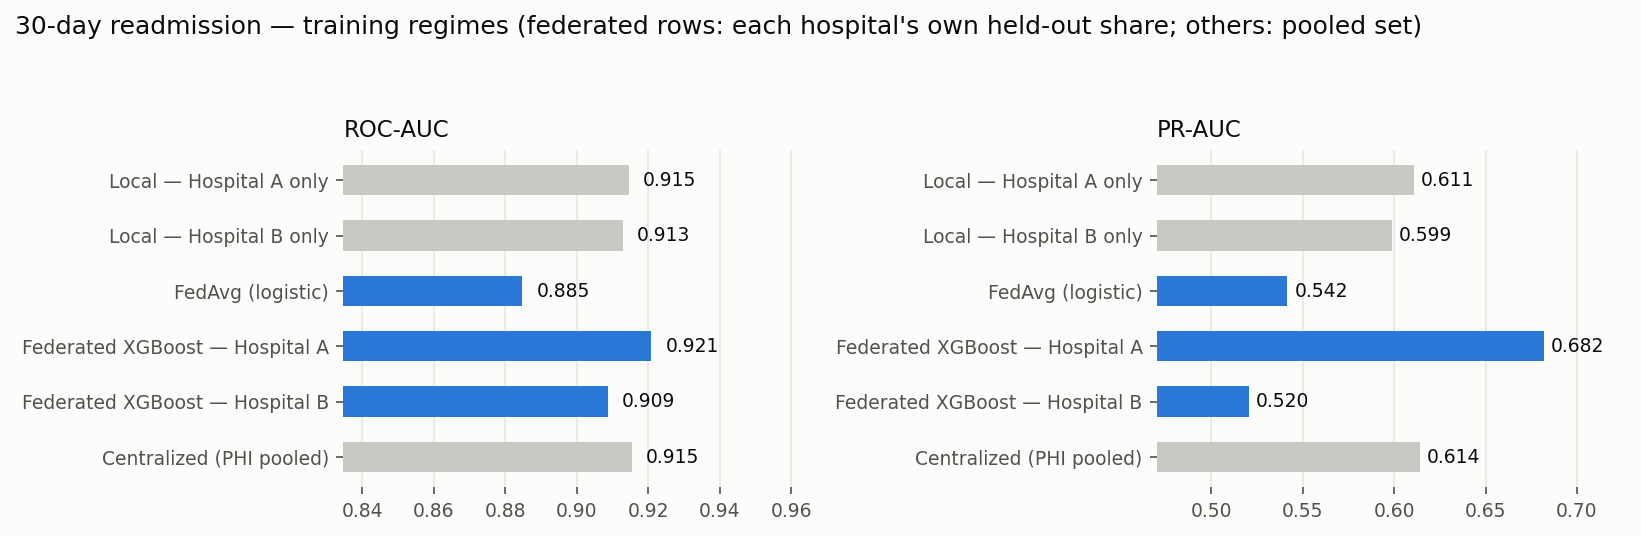 30-day readmission — training regimes (federated rows: each hospital's own held-out share; others: pooled set)
ROC-AUC
Local — Hospital A only 0.915
Local — Hospital B only 0.913
FedAvg (logistic) 0.885
Federated XGBoost — Hospital A 0.921
Federated XGBoost — Hospital B 0.909
Centralized (PHI pooled) 0.915
0.84 0.86 0.88 0.90 0.92 0.94 0.96
PR-AUC
Local — Hospital A only 0.611
Local — Hospital B only 0.599
FedAvg (logistic) 0.542
Federated XGBoost — Hospital A 0.682
Federated XGBoost — Hospital B 0.520
Centralized (PHI pooled) 0.614
0.50 0.55 0.60 0.65 0.70